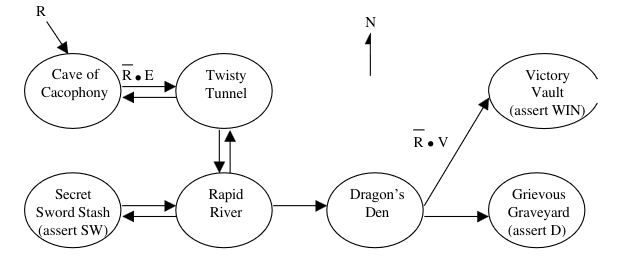 R
N
Cave of
Cacophony
R̅ • E
Twisty
Tunnel
Victory
Vault
(assert WIN)
R̅ • V
Secret
Sword Stash
(assert SW)
Rapid
River
Dragon's
Den
Grievous
Graveyard
(assert D)